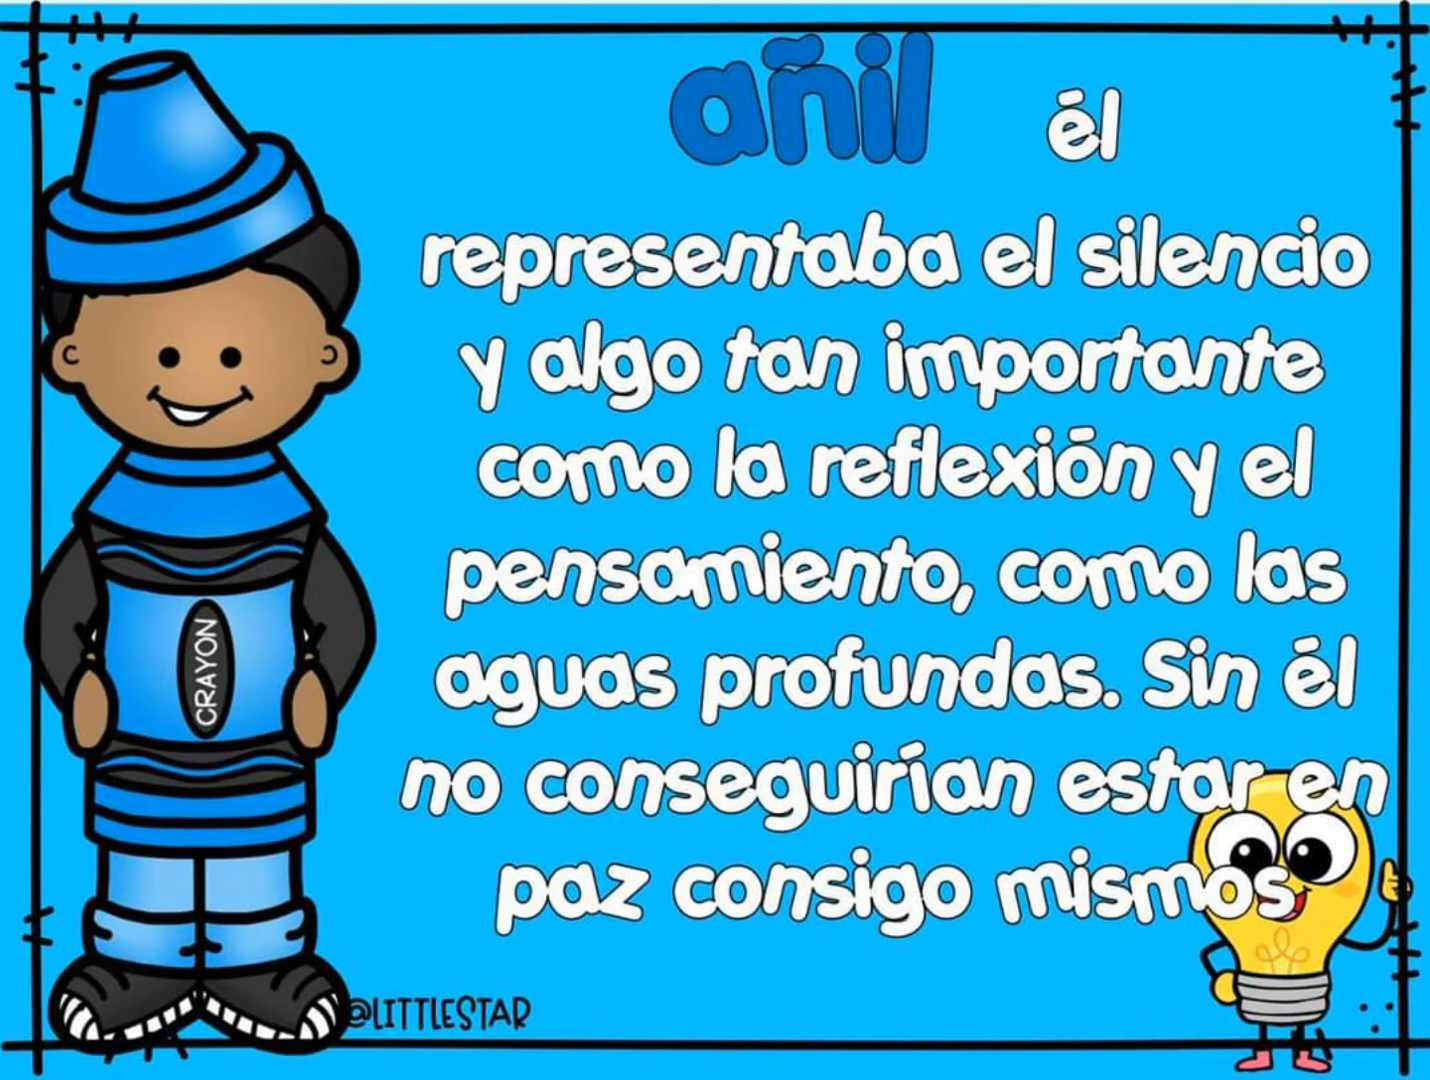 añil él
representaba el silencio
y algo tan importante
como la reflexión y el
pensamiento, como las
aguas profundas. Sin él
no conseguirían estar en
paz consigo mismos
CRAYON
@LITTLESTAR